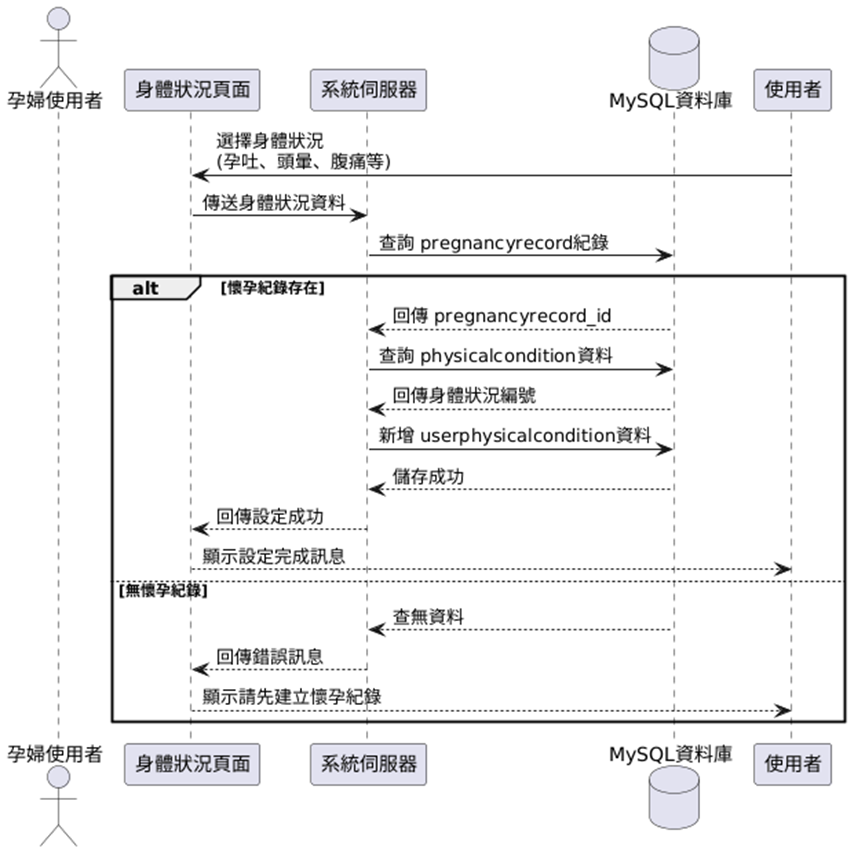 孕婦使用者
身體狀況頁面
系統伺服器
MySQL資料庫
使用者
選擇身體狀況
(孕吐、頭暈、腹痛等)
傳送身體狀況資料
查詢 pregnancyrecord紀錄
alt
[懷孕紀錄存在]
回傳 pregnancyrecord_id
查詢 physicalcondition資料
回傳身體狀況編號
新增 userphysicalcondition資料
儲存成功
回傳設定成功
顯示設定完成訊息
[無懷孕紀錄]
查無資料
回傳錯誤訊息
顯示請先建立懷孕紀錄
孕婦使用者
身體狀況頁面
系統伺服器
MySQL資料庫
使用者